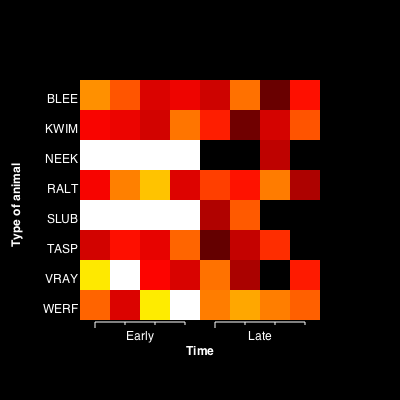 BLEE
KWIM
NEEK
RALT
SLUB
TASP
VRAY
WERF
Type of animal
Early Late
Time